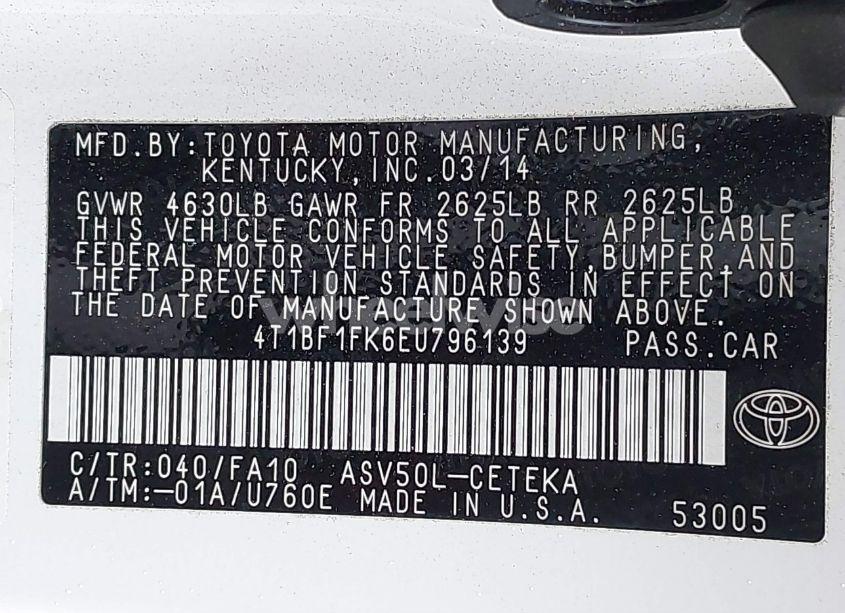 MFD.BY:TOYOTA MOTOR MANUFACTURING,
KENTUCKY,INC.03/14
GVWR 4630LB GAWR FR 2625LB RR 2625LB
THIS VEHICLE CONFORMS TO ALL APPLICABLE
FEDERAL MOTOR VEHICLE SAFETY,BUMPER,AND
THEFT PREVENTION STANDARDS IN EFFECT ON
THE DATE OF MANUFACTURE SHOWN ABOVE.
4T1BF1FK6EU796139 PASS.CAR
C/TR:040/FA10 ASV50L-CETEKA
A/TM:-01A/U760E MADE IN U.S.A. 53005